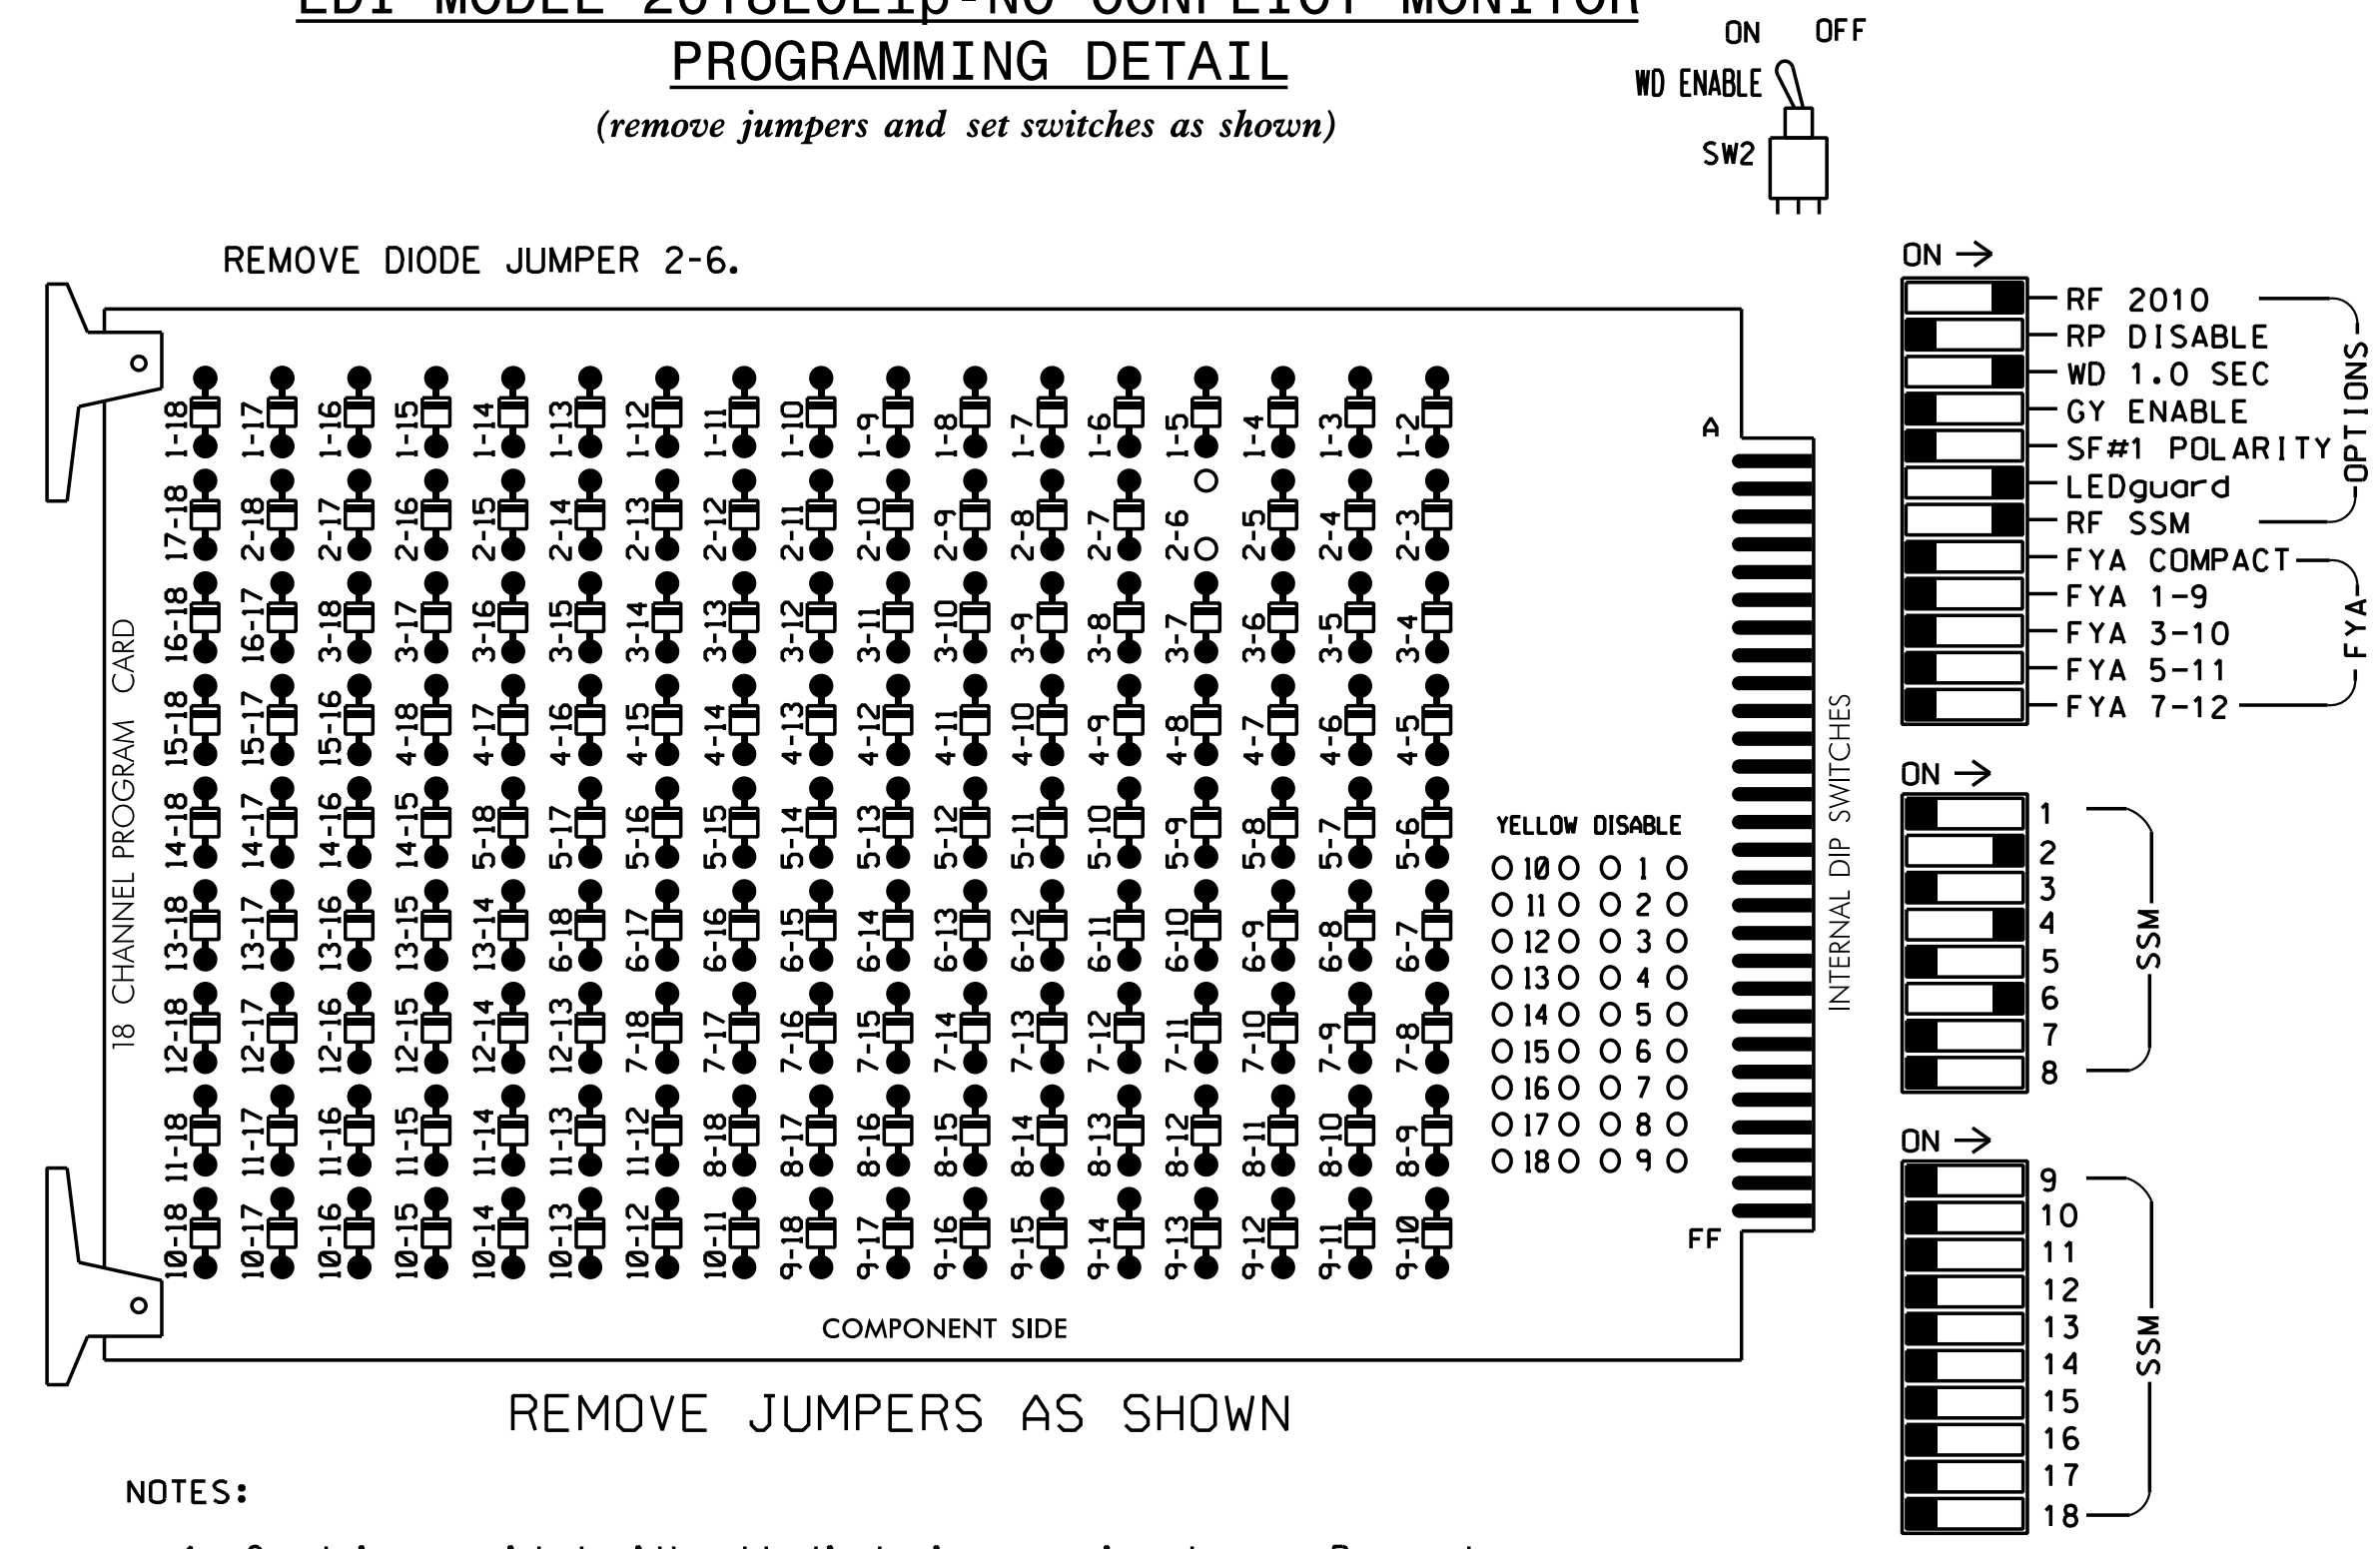 PROGRAMMING DETAIL
(remove jumpers and set switches as shown)
ON OFF
WD ENABLE
SW2
REMOVE DIODE JUMPER 2-6.
1-18 1-17 1-16 1-15 1-14 1-13 1-12 1-11 1-10 1-9 1-8 1-7 1-6 1-5 1-4 1-3 1-2
17-18 2-18 2-17 2-16 2-15 2-14 2-13 2-12 2-11 2-10 2-9 2-8 2-7 2-6 2-5 2-4 2-3
16-18 16-17 3-18 3-17 3-16 3-15 3-14 3-13 3-12 3-11 3-10 3-9 3-8 3-7 3-6 3-5 3-4
15-18 15-17 15-16 4-18 4-17 4-16 4-15 4-14 4-13 4-12 4-11 4-10 4-9 4-8 4-7 4-6 4-5
14-18 14-17 14-16 14-15 5-18 5-17 5-16 5-15 5-14 5-13 5-12 5-11 5-10 5-9 5-8 5-7 5-6
13-18 13-17 13-16 13-15 13-14 6-18 6-17 6-16 6-15 6-14 6-13 6-12 6-11 6-10 6-9 6-8 6-7
12-18 12-17 12-16 12-15 12-14 12-13 7-18 7-17 7-16 7-15 7-14 7-13 7-12 7-11 7-10 7-9 7-8
11-18 11-17 11-16 11-15 11-14 11-13 11-12 8-18 8-17 8-16 8-15 8-14 8-13 8-12 8-11 8-10 8-9
10-18 10-17 10-16 10-15 10-14 10-13 10-12 10-11 9-18 9-17 9-16 9-15 9-14 9-13 9-12 9-11 9-10
18 CHANNEL PROGRAM CARD
YELLOW DISABLE
10 1
11 2
12 3
13 4
14 5
15 6
16 7
17 8
18 9
A
FF
COMPONENT SIDE
INTERNAL DIP SWITCHES
ON
RF 2010
RP DISABLE
WD 1.0 SEC
GY ENABLE
SF#1 POLARITY
LEDguard
RF SSM
OPTIONS
FYA COMPACT
FYA 1-9
FYA 3-10
FYA 5-11
FYA 7-12
FYA
ON
1
2
3
4
5
6
7
8
SSM
ON
9
10
11
12
13
14
15
16
17
18
SSM
REMOVE JUMPERS AS SHOWN
NOTES: